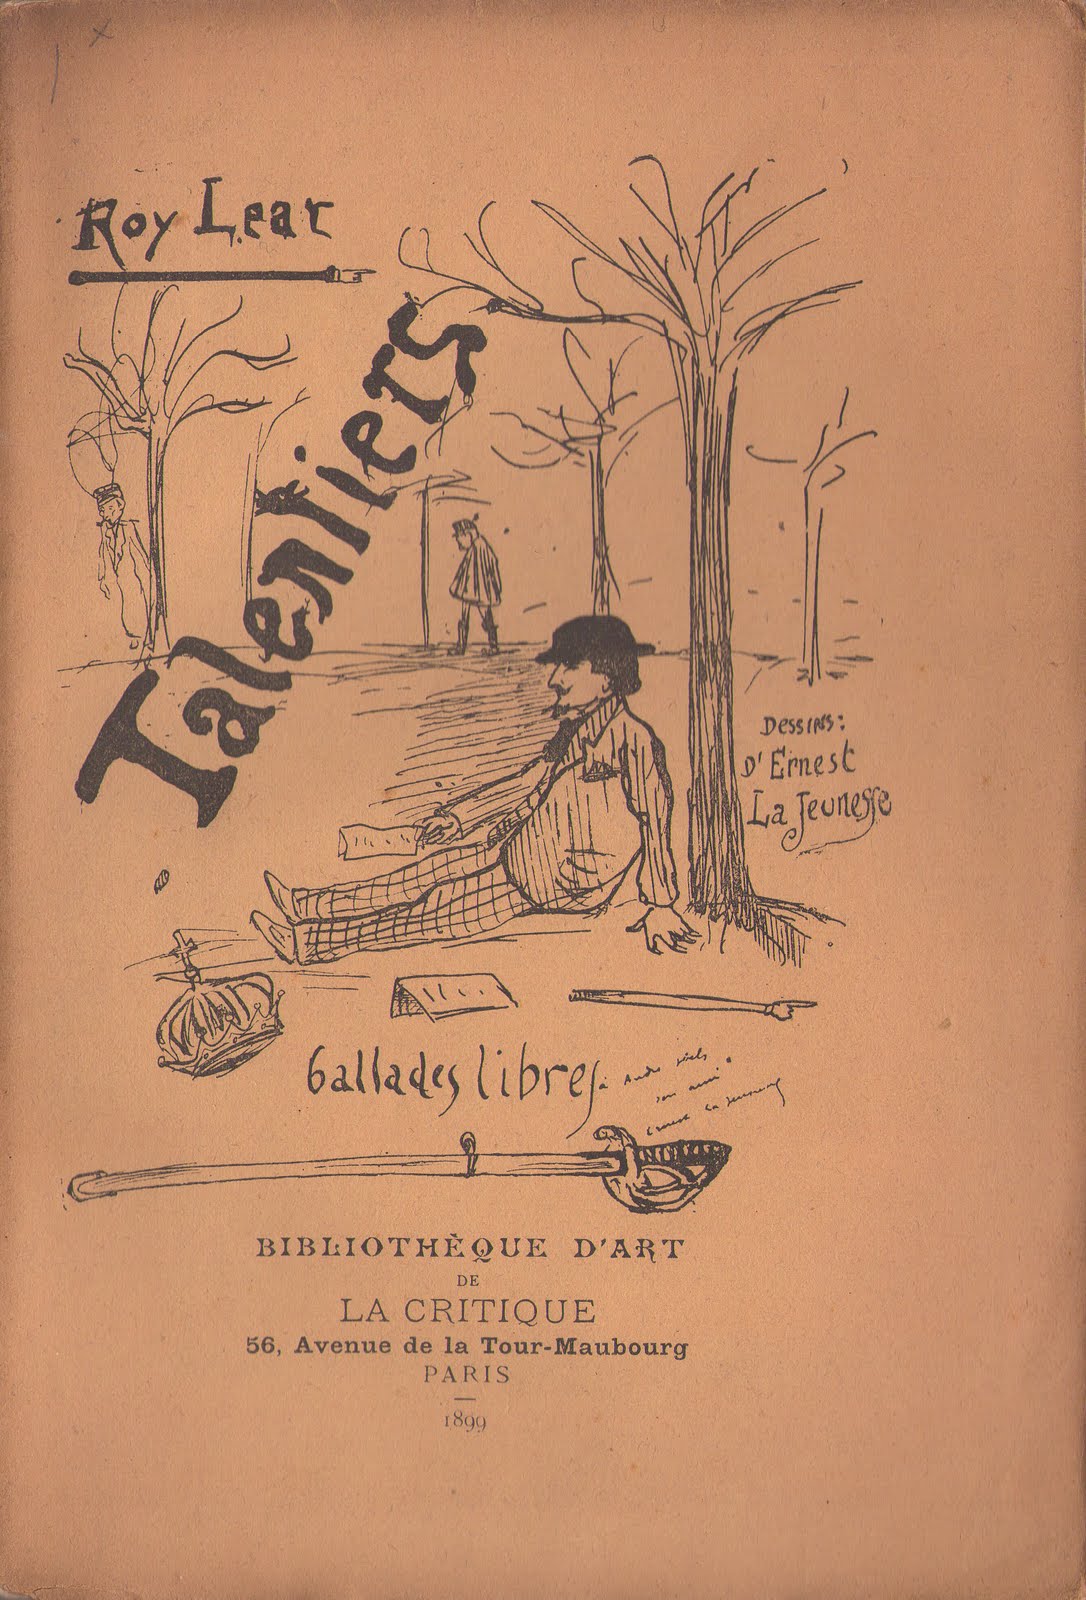 Roy Lear
Talentiers
Dessins:
D'Ernest
La Jeunesse
ballades libres
BIBLIOTHÈQUE D'ART
DE
LA CRITIQUE
56, Avenue de la Tour-Maubourg
PARIS
1899